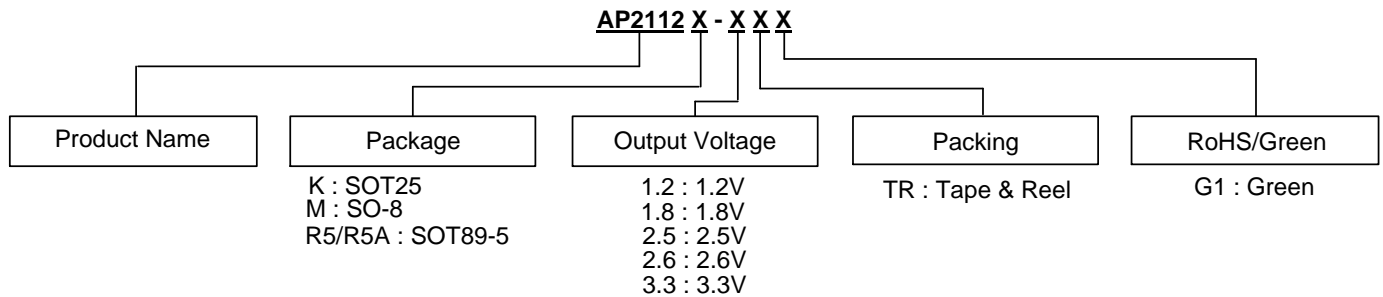 AP2112 X - X X X
Product Name
Package
Output Voltage
Packing
RoHS/Green
K : SOT25
M : SO-8
R5/R5A : SOT89-5
1.2 : 1.2V
1.8 : 1.8V
2.5 : 2.5V
2.6 : 2.6V
3.3 : 3.3V
TR : Tape & Reel
G1 : Green